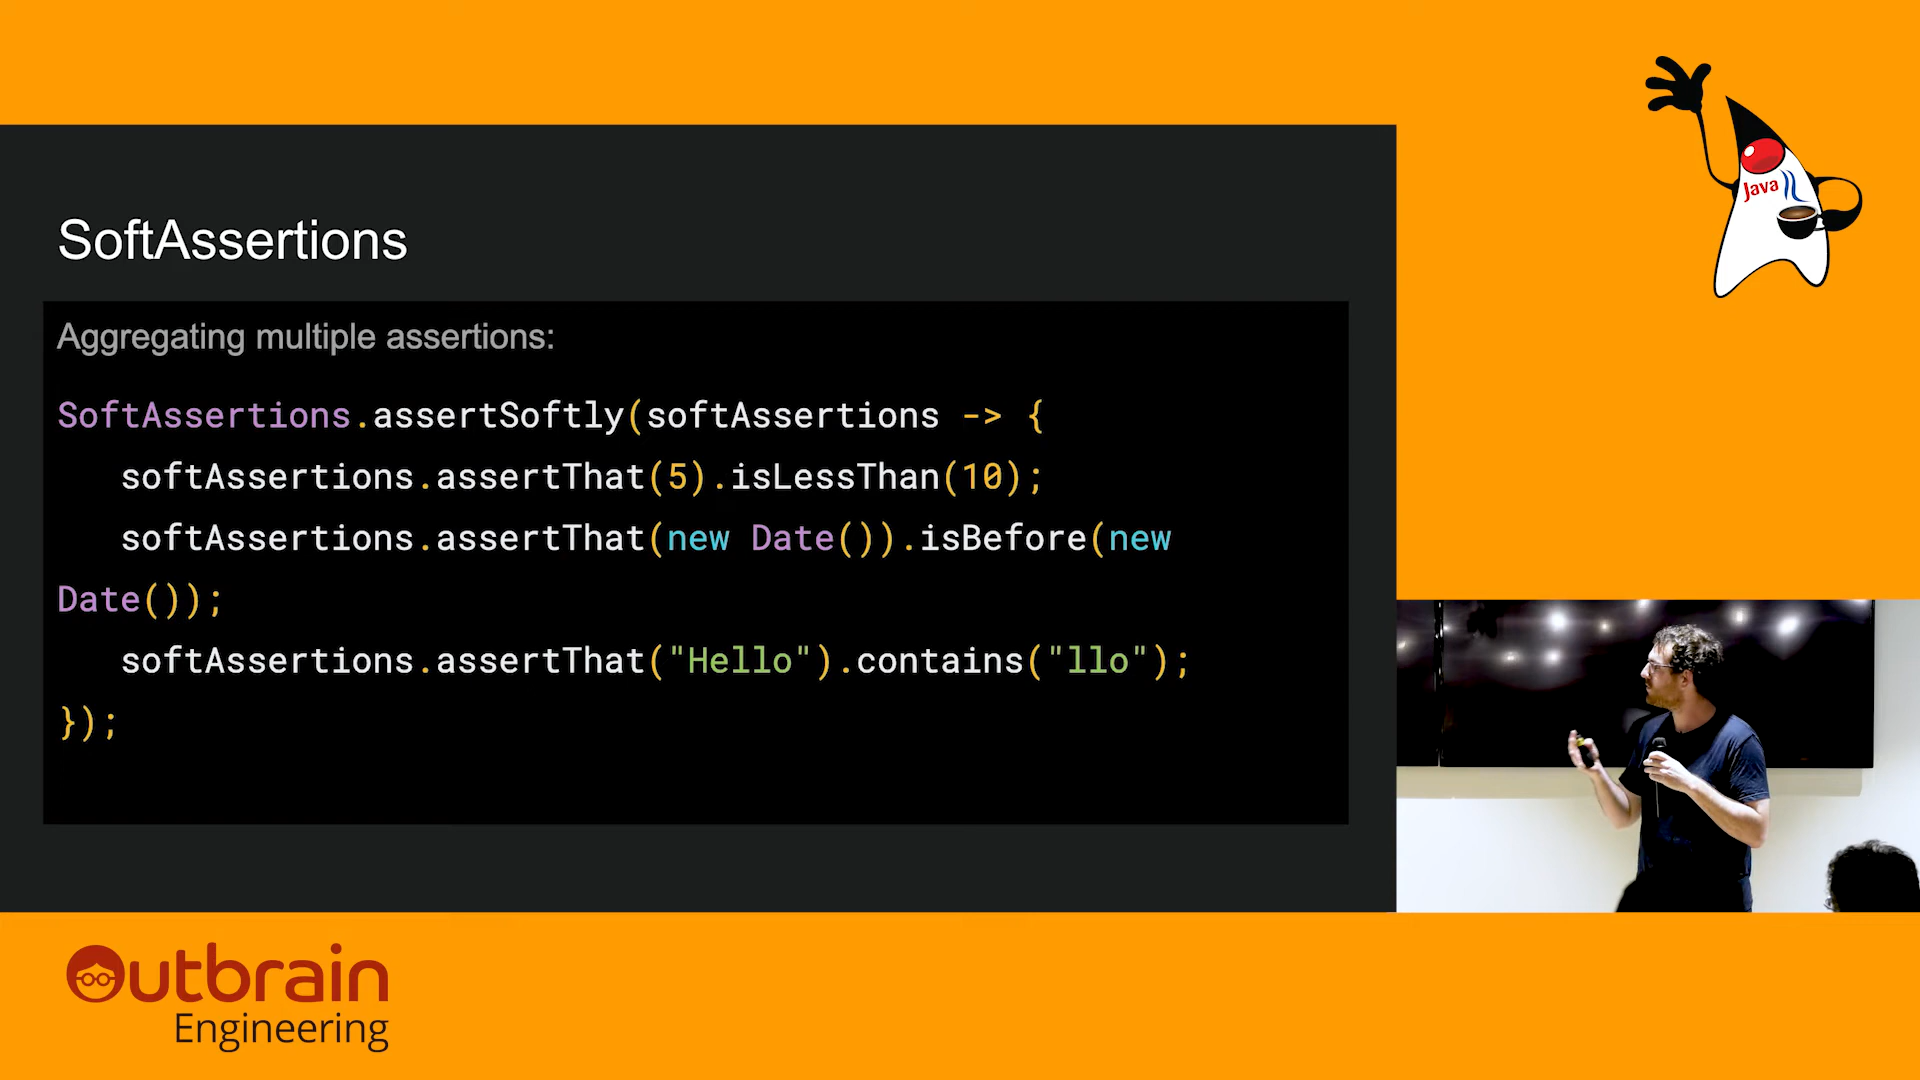 Java
SoftAssertions
Aggregating multiple assertions:
SoftAssertions.assertSoftly(softAssertions -> {
softAssertions.assertThat(5).isLessThan(10);
softAssertions.assertThat(new Date()).isBefore(new
Date());
softAssertions.assertThat("Hello").contains("llo");
});
Outbrain
Engineering